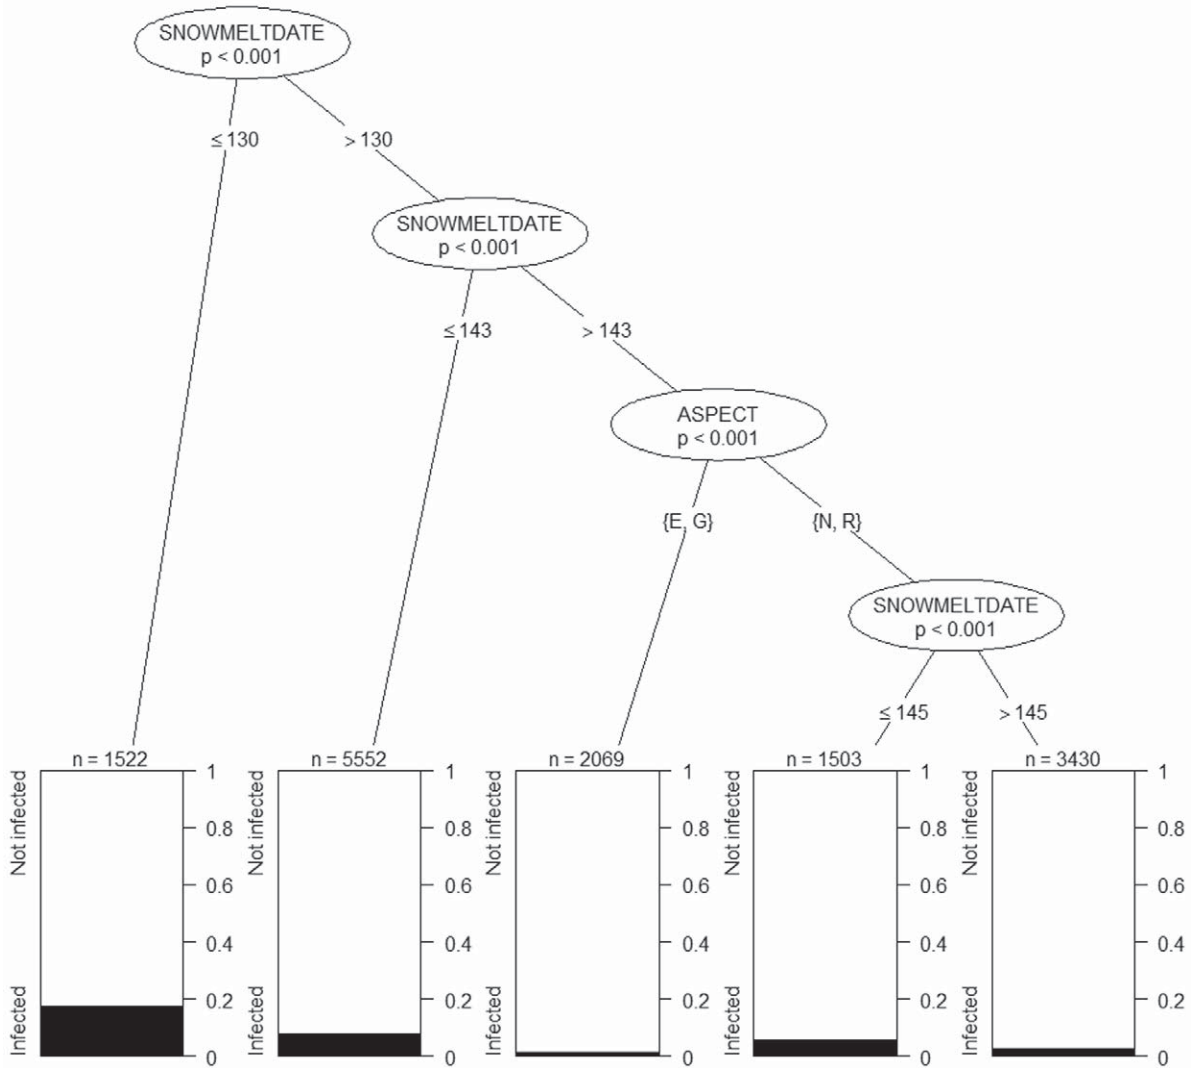 SNOWMELTDATE
p < 0.001
≤ 130
> 130
SNOWMELTDATE
p < 0.001
≤ 143
> 143
ASPECT
p < 0.001
{E, G}
{N, R}
SNOWMELTDATE
p < 0.001
≤ 145
> 145
n = 1522
Not infected
Infected
1
0.8
0.6
0.4
0.2
0
n = 5552
Not infected
Infected
1
0.8
0.6
0.4
0.2
0
n = 2069
Not infected
Infected
1
0.8
0.6
0.4
0.2
0
n = 1503
Not infected
Infected
1
0.8
0.6
0.4
0.2
0
n = 3430
Not infected
Infected
1
0.8
0.6
0.4
0.2
0